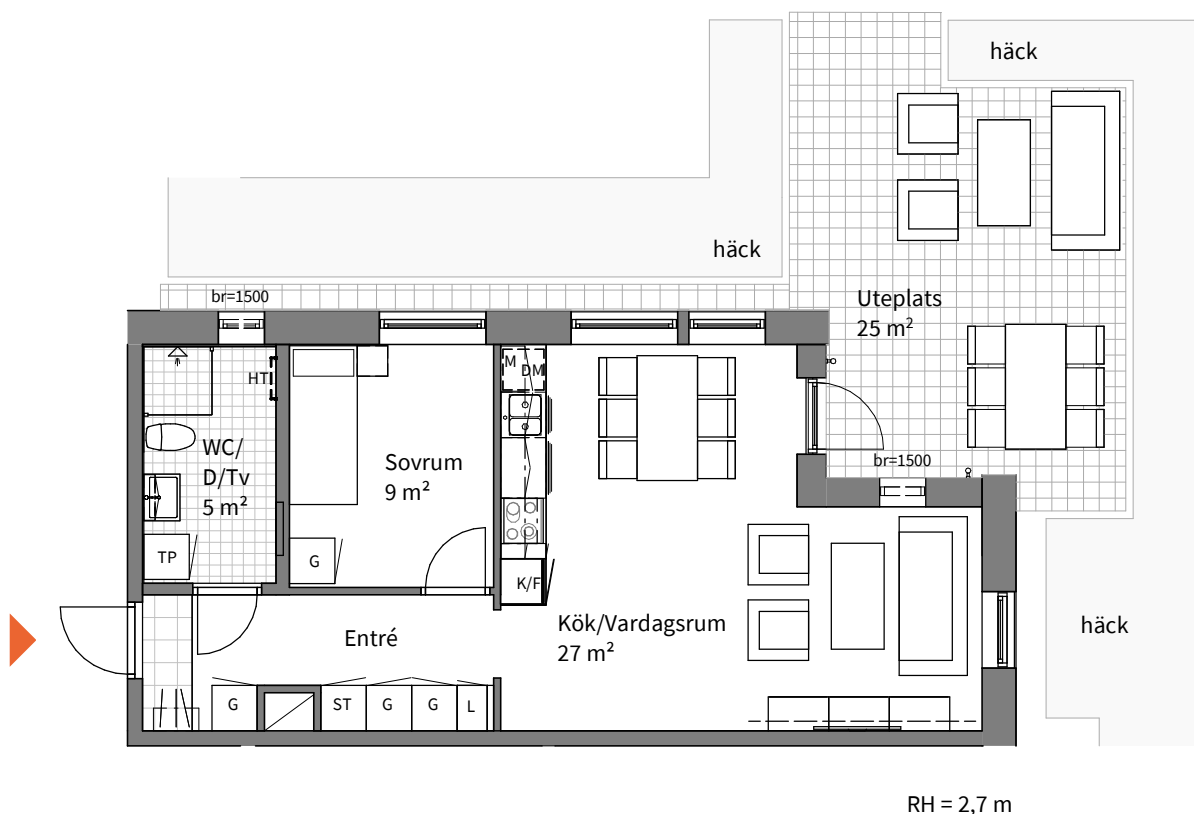 häck
häck
br=1500
Uteplats
25 m²
M
DM
HT
WC/
D/Tv
5 m²
Sovrum
9 m²
br=1500
TP
G
K/F
Kök/Vardagsrum
27 m²
häck
Entré
G
ST
G
G
L
RH = 2,7 m